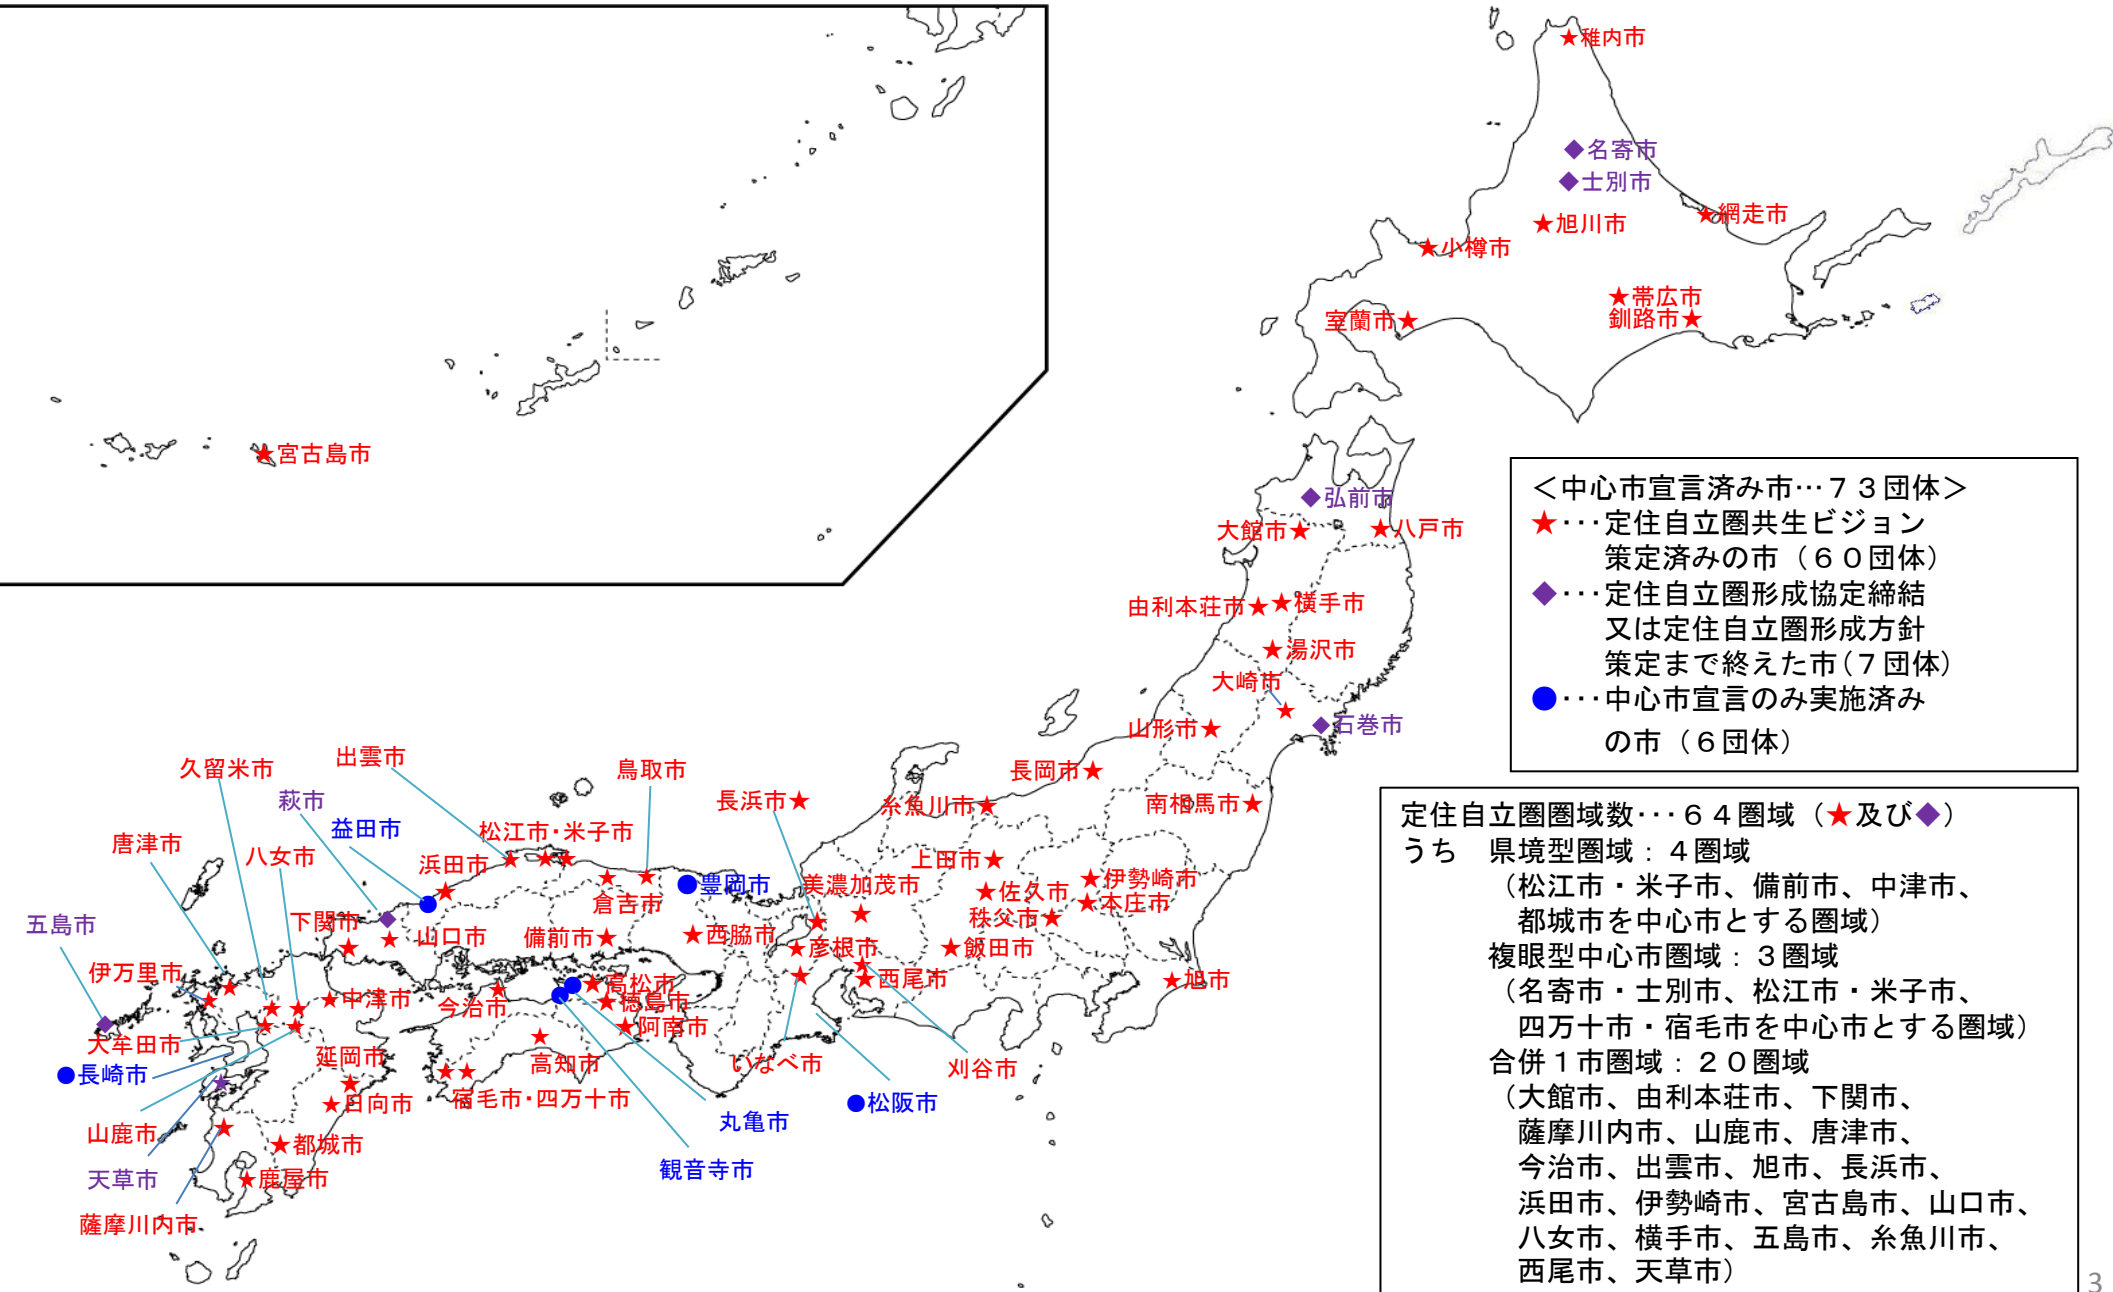 ★稚内市
◆名寄市
◆士別市
★旭川市
★網走市
★小樽市
★帯広市
釧路市★
室蘭市★
★宮古島市
◆弘前市
大館市★
★八戸市
由利本荘市★
★横手市
★湯沢市
大崎市
山形市★
◆石巻市
長岡市★
南相馬市★
糸魚川市★
長浜市★
上田市★
★佐久市
★伊勢崎市
★本庄市
秩父市★
★飯田市
★旭市
美濃加茂市
★彦根市
★西尾市
刈谷市
いなべ市
●松阪市
久留米市
出雲市
鳥取市
萩市
益田市
唐津市
八女市
松江市・米子市
浜田市
●豊岡市
倉吉市
五島市
下関市
山口市
備前市
★西脇市
伊万里市
★中津市
今治市
★高松市
★徳島市
★阿南市
大牟田市
●長崎市
延岡市
高知市
★日向市
宿毛市・四万十市
丸亀市
観音寺市
山鹿市
★都城市
天草市
★鹿屋市
薩摩川内市
＜中心市宣言済み市…７３団体＞
★…定住自立圏共生ビジョン
策定済みの市（６０団体）
◆…定住自立圏形成協定締結
又は定住自立圏形成方針
策定まで終えた市（７団体）
●…中心市宣言のみ実施済み
の市（６団体）
定住自立圏圏域数…６４圏域（★及び◆）
うち　県境型圏域：４圏域
（松江市・米子市、備前市、中津市、
都城市を中心市とする圏域）
複眼型中心市圏域：３圏域
（名寄市・士別市、松江市・米子市、
四万十市・宿毛市を中心市とする圏域）
合併１市圏域：２０圏域
（大館市、由利本荘市、下関市、
薩摩川内市、山鹿市、唐津市、
今治市、出雲市、旭市、長浜市、
浜田市、伊勢崎市、宮古島市、山口市、
八女市、横手市、五島市、糸魚川市、
西尾市、天草市）
3